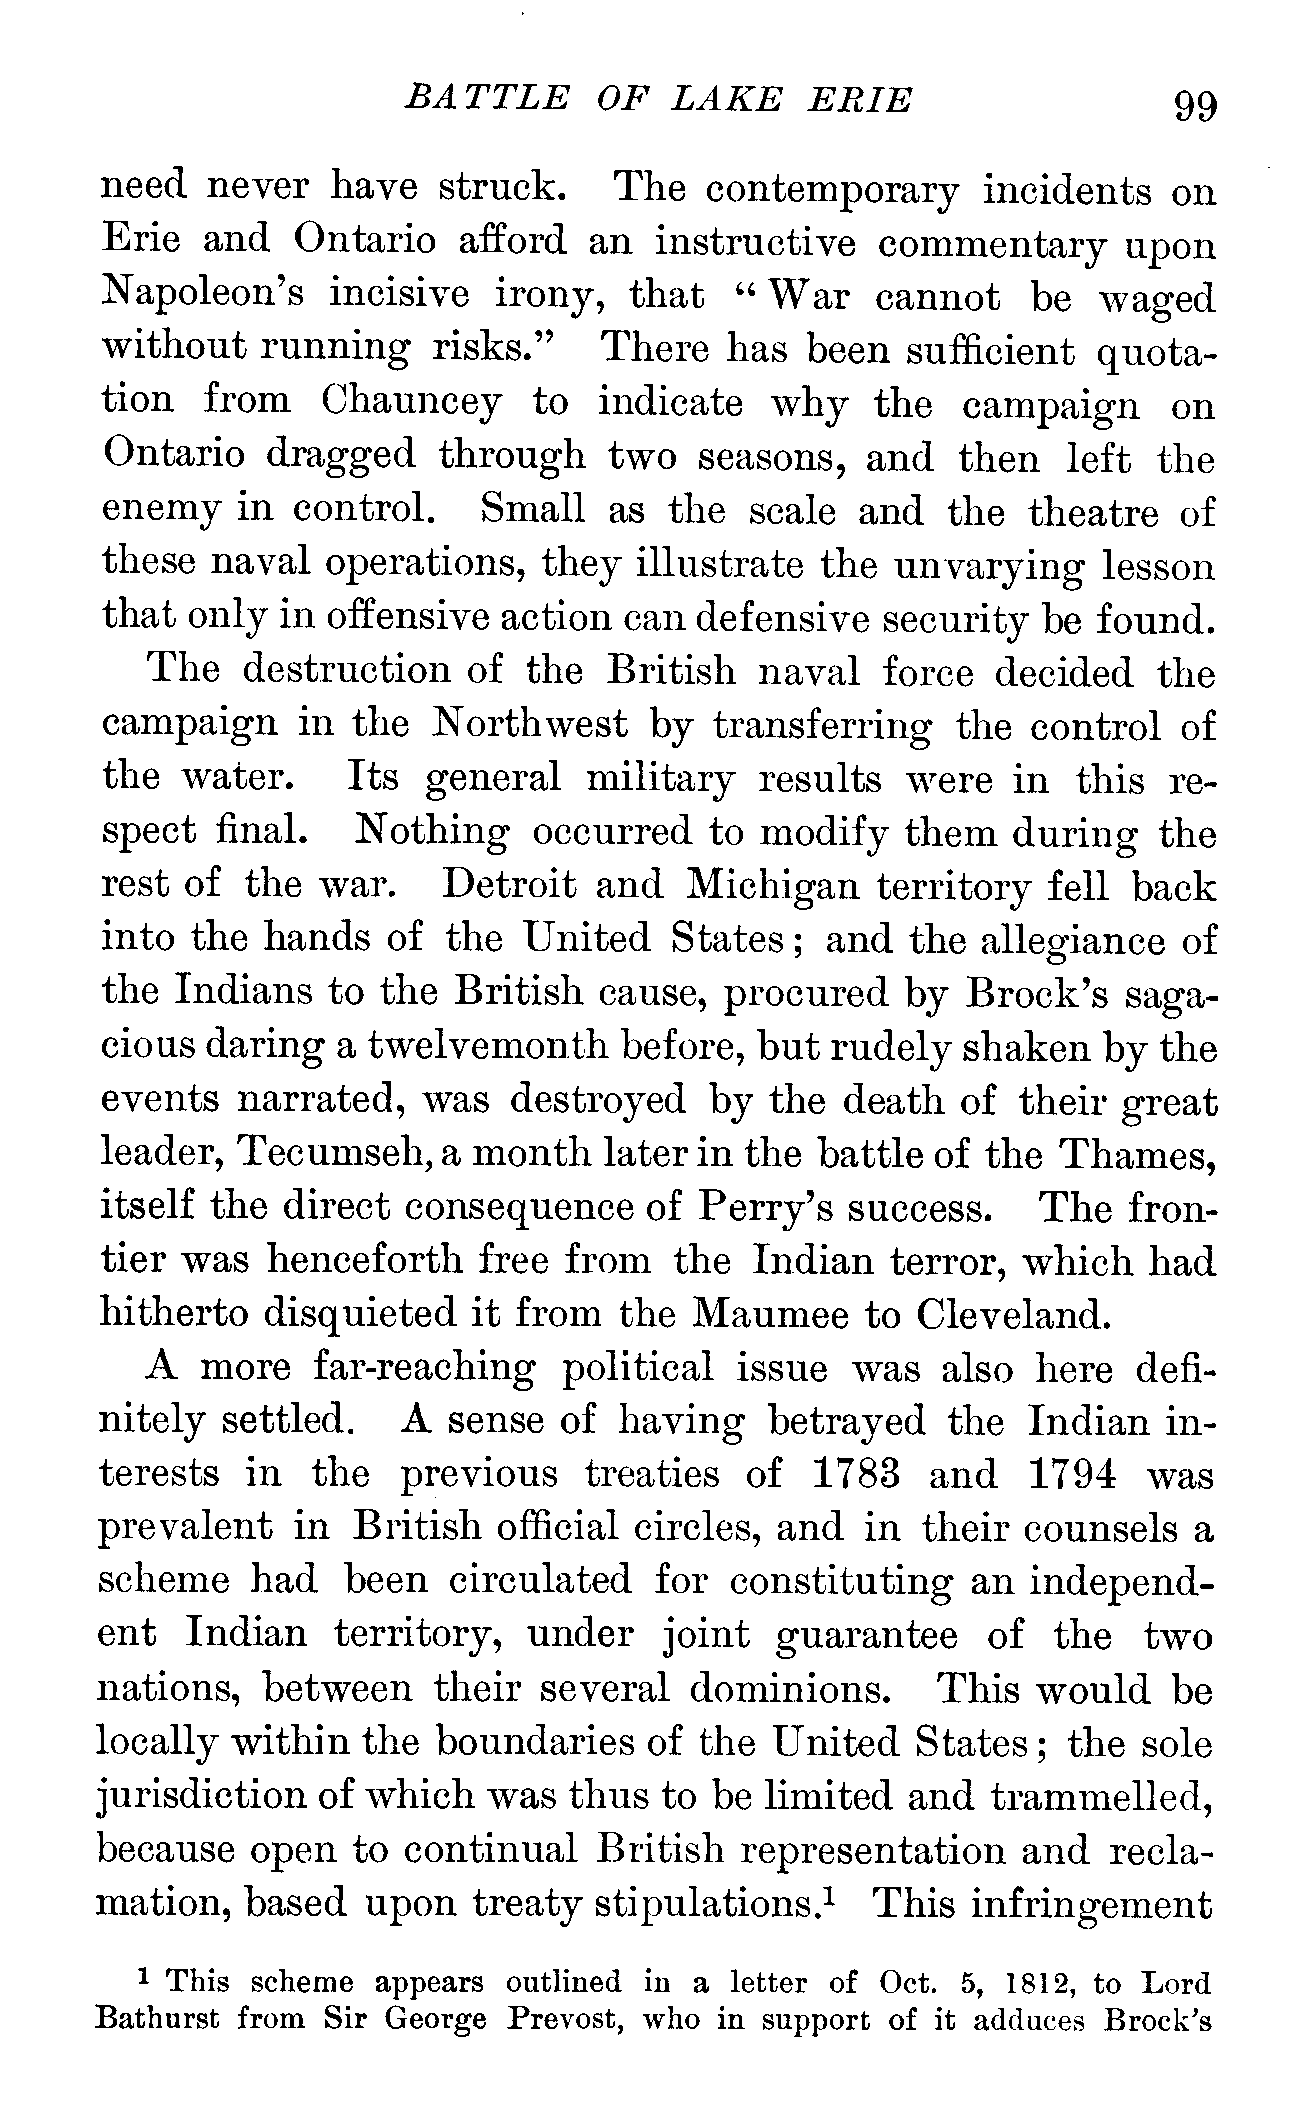 BATTLE OF LAKE ERIE 99
need never have struck. The contemporary incidents on
Erie and Ontario afford an instructive commentary upon
Napoleon's incisive irony, that “War cannot be waged
without running risks.” There has been sufficient quota-
tion from Chauncey to indicate why the campaign on
Ontario dragged through two seasons, and then left the
enemy in control. Small as the scale and the theatre of
these naval operations, they illustrate the unvarying lesson
that only in offensive action can defensive security be found.
The destruction of the British naval force decided the
campaign in the Northwest by transferring the control of
the water. Its general military results were in this re-
spect final. Nothing occurred to modify them during the
rest of the war. Detroit and Michigan territory fell back
into the hands of the United States; and the allegiance of
the Indians to the British cause, procured by Brock's saga-
cious daring a twelvemonth before, but rudely shaken by the
events narrated, was destroyed by the death of their great
leader, Tecumseh, a month later in the battle of the Thames,
itself the direct consequence of Perry's success. The fron-
tier was henceforth free from the Indian terror, which had
hitherto disquieted it from the Maumee to Cleveland.
A more far-reaching political issue was also here defi-
nitely settled. A sense of having betrayed the Indian in-
terests in the previous treaties of 1783 and 1794 was
prevalent in British official circles, and in their counsels a
scheme had been circulated for constituting an independ-
ent Indian territory, under joint guarantee of the two
nations, between their several dominions. This would be
locally within the boundaries of the United States; the sole
jurisdiction of which was thus to be limited and trammelled,
because open to continual British representation and recla-
mation, based upon treaty stipulations.¹ This infringement
¹ This scheme appears outlined in a letter of Oct. 5, 1812, to Lord
Bathurst from Sir George Prevost, who in support of it adduces Brock's